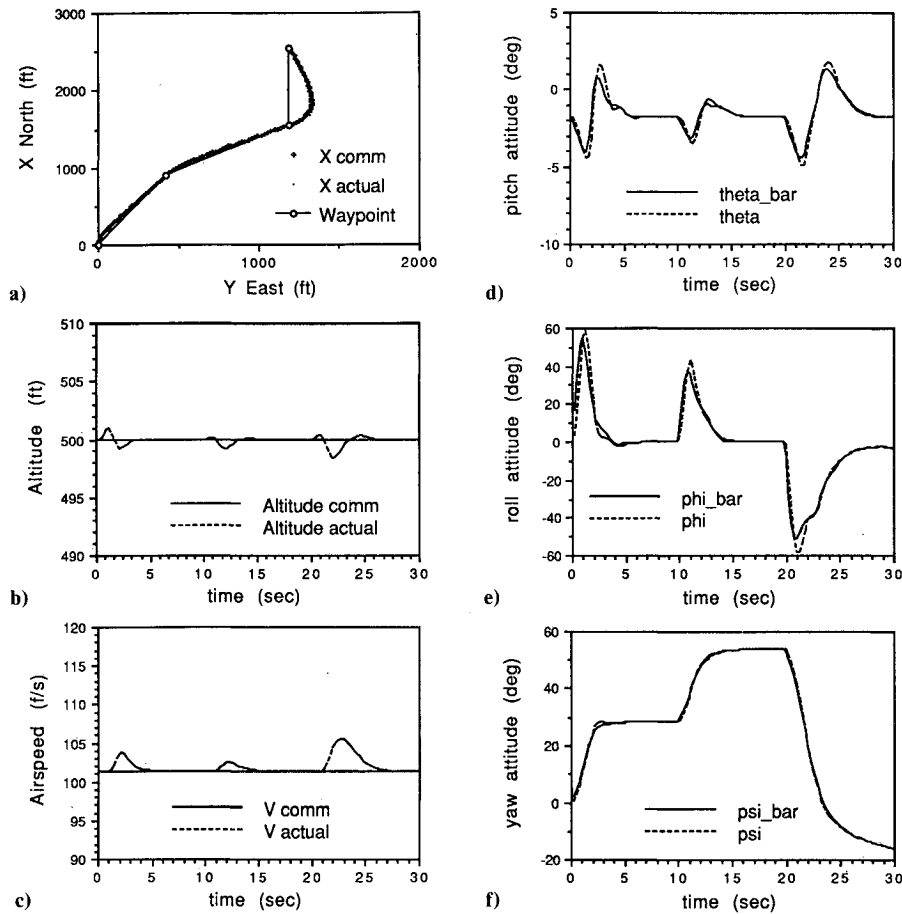 a)
3000
2000
1000
0
X North (ft)
X comm
X actual
Waypoint
0
1000
2000
Y East (ft)
b)
510
505
500
495
490
Altitude (ft)
Altitude comm
Altitude actual
0 5 10 15 20 25 30
time (sec)
c)
120
115
110
105
100
95
90
Airspeed (f/s)
V comm
V actual
0 5 10 15 20 25 30
time (sec)
d)
5
0
-5
-10
pitch attitude (deg)
theta_bar
theta
0 5 10 15 20 25 30
time (sec)
e)
60
40
20
0
-20
-40
-60
roll attitude (deg)
phi_bar
phi
0 5 10 15 20 25 30
time (sec)
f)
60
40
20
0
-20
yaw attitude (deg)
psi_bar
psi
0 5 10 15 20 25 30
time (sec)